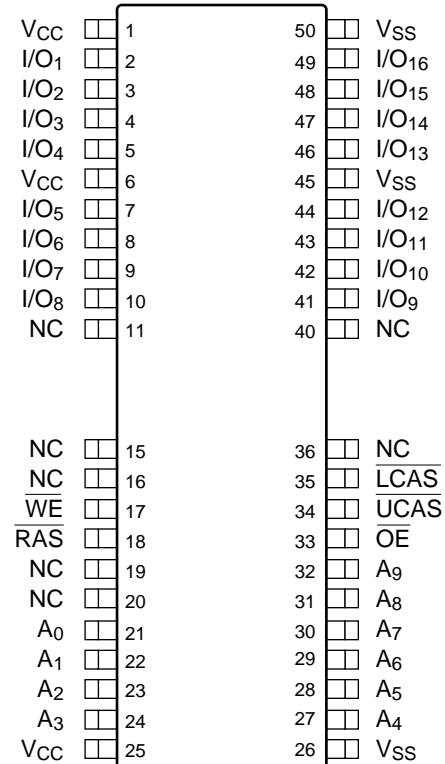 VCC 1 50 VSS
I/O1 2 49 I/O16
I/O2 3 48 I/O15
I/O3 4 47 I/O14
I/O4 5 46 I/O13
VCC 6 45 VSS
I/O5 7 44 I/O12
I/O6 8 43 I/O11
I/O7 9 42 I/O10
I/O8 10 41 I/O9
NC 11 40 NC
NC 15 36 NC
NC 16 35 LCAS
WE 17 34 UCAS
RAS 18 33 OE
NC 19 32 A9
NC 20 31 A8
A0 21 30 A7
A1 22 29 A6
A2 23 28 A5
A3 24 27 A4
VCC 25 26 VSS